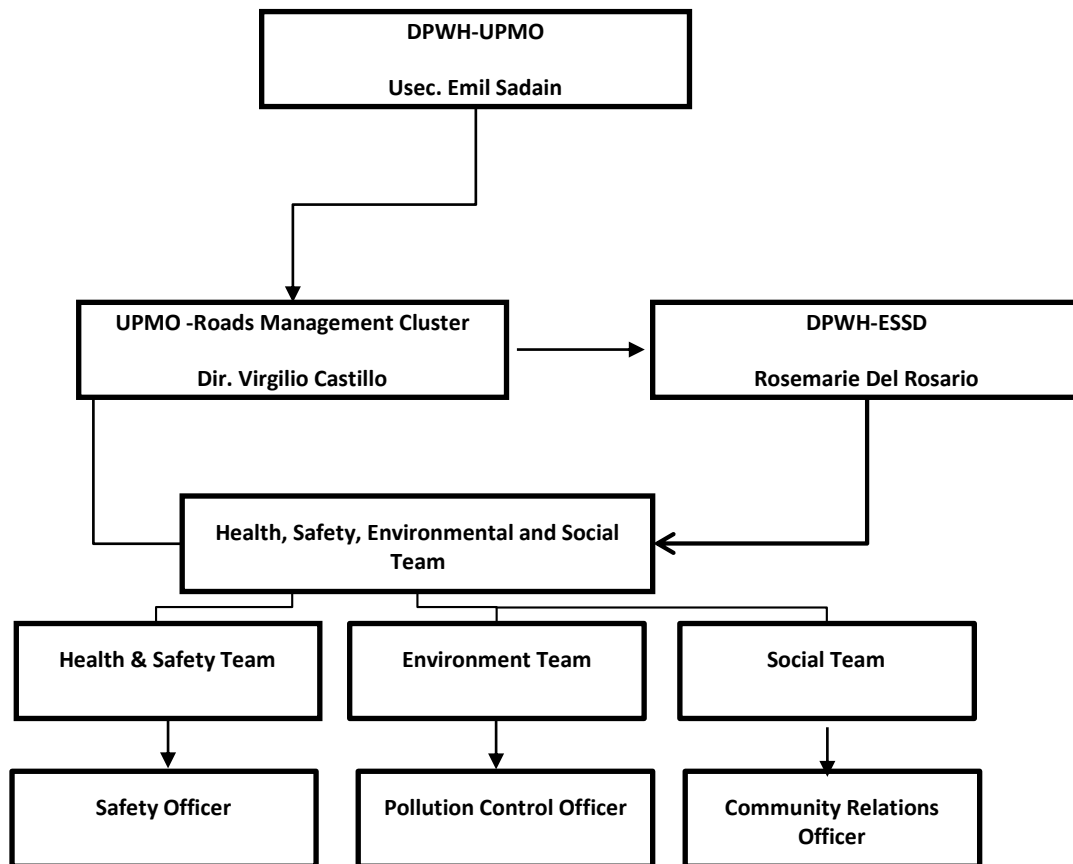 DPWH-UPMO
Usec. Emil Sadain
UPMO -Roads Management Cluster
Dir. Virgilio Castillo
DPWH-ESSD
Rosemarie Del Rosario
Health, Safety, Environmental and Social
Team
Health & Safety Team
Environment Team
Social Team
Safety Officer
Pollution Control Officer
Community Relations
Officer